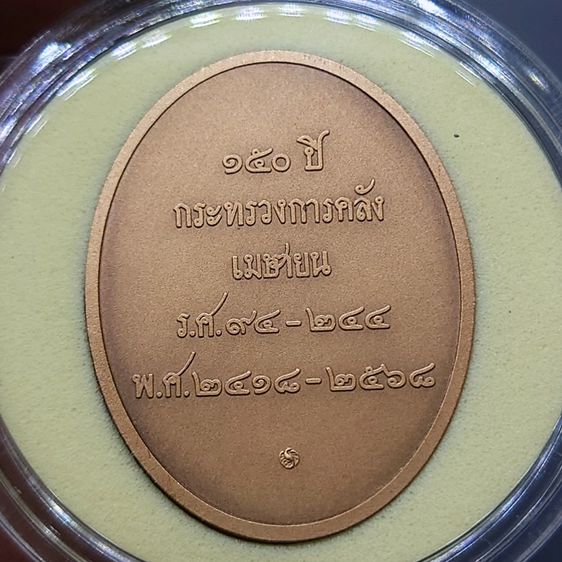 ๑๕๐ ปี
กระทรวงการคลัง
เมษายน
ร.ศ.๙๔ - ๒๔๔
พ.ศ.๒๔๑๘ - ๒๕๖๘